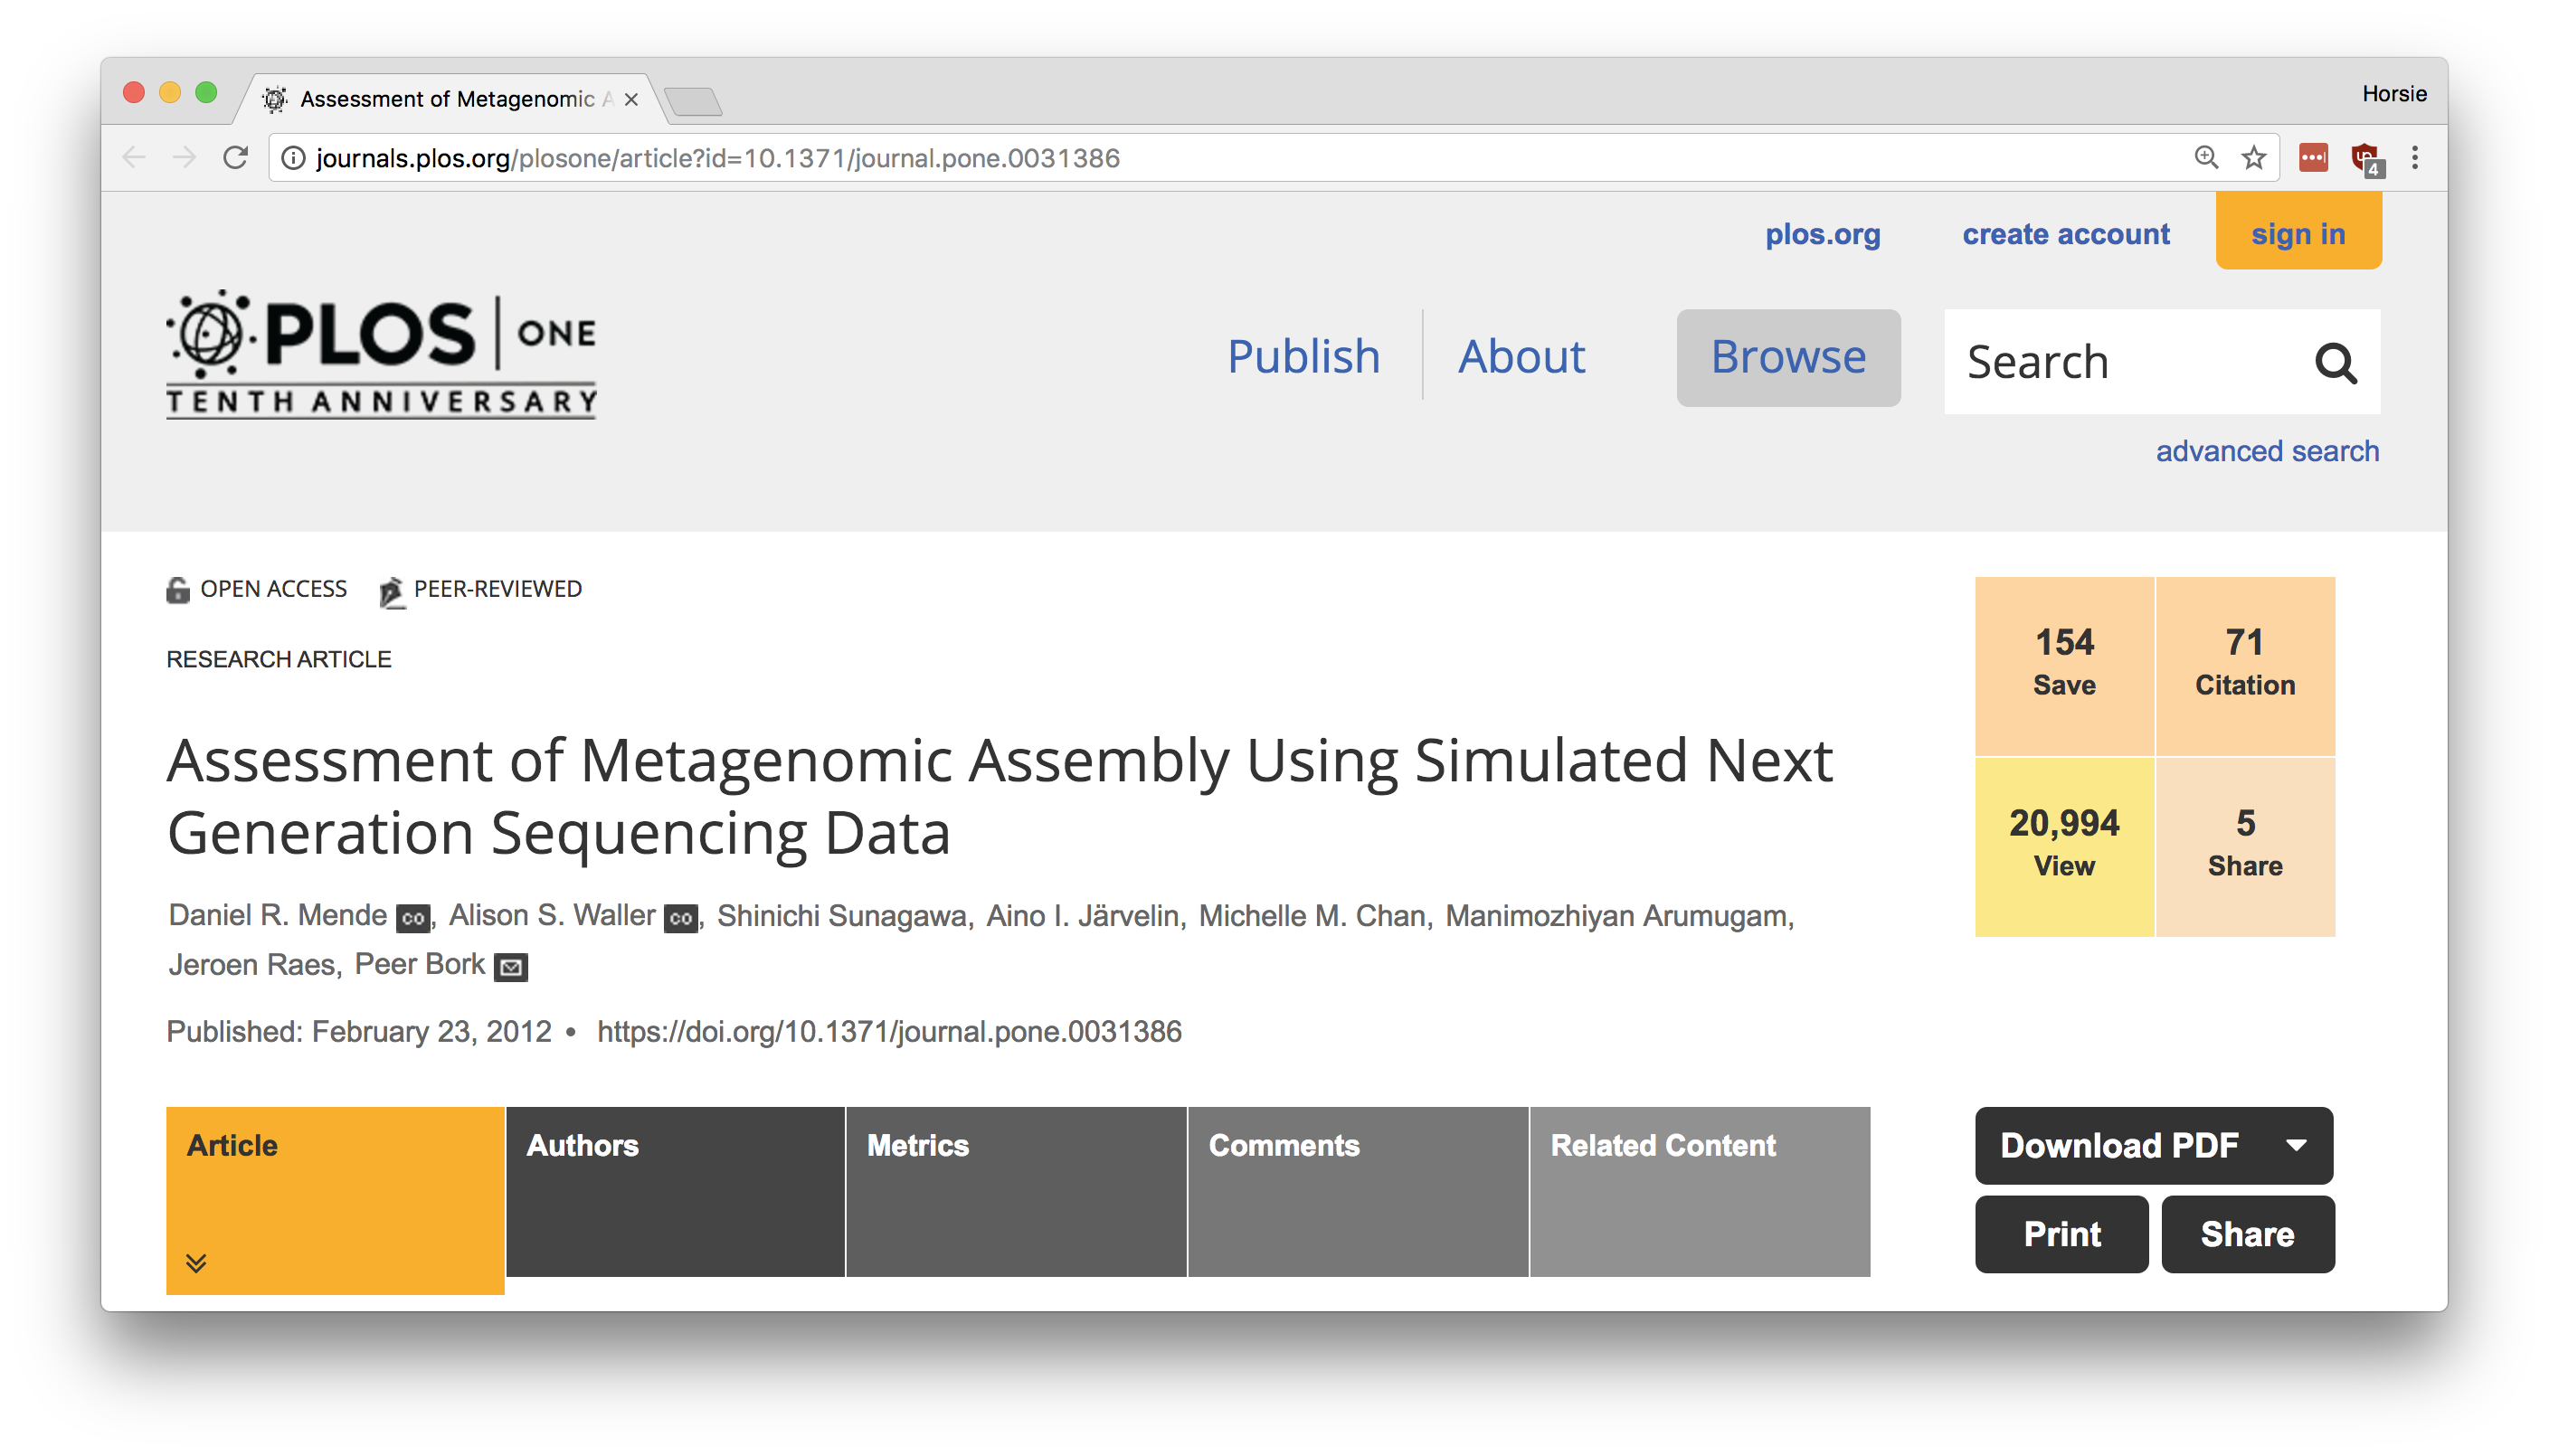 Assessment of Metagenomic A
Horsie
journals.plos.org/plosone/article?id=10.1371/journal.pone.0031386
4
plos.org create account sign in
PLOS ONE
TENTH ANNIVERSARY
Publish About Browse Search
advanced search
OPEN ACCESS PEER-REVIEWED
RESEARCH ARTICLE
154 Save
71 Citation
Assessment of Metagenomic Assembly Using Simulated Next
Generation Sequencing Data
20,994 View
5 Share
Daniel R. Mende co, Alison S. Waller co, Shinichi Sunagawa, Aino I. Järvelin, Michelle M. Chan, Manimozhiyan Arumugam,
Jeroen Raes, Peer Bork
Published: February 23, 2012 • https://doi.org/10.1371/journal.pone.0031386
Article Authors Metrics Comments Related Content
Download PDF
Print Share